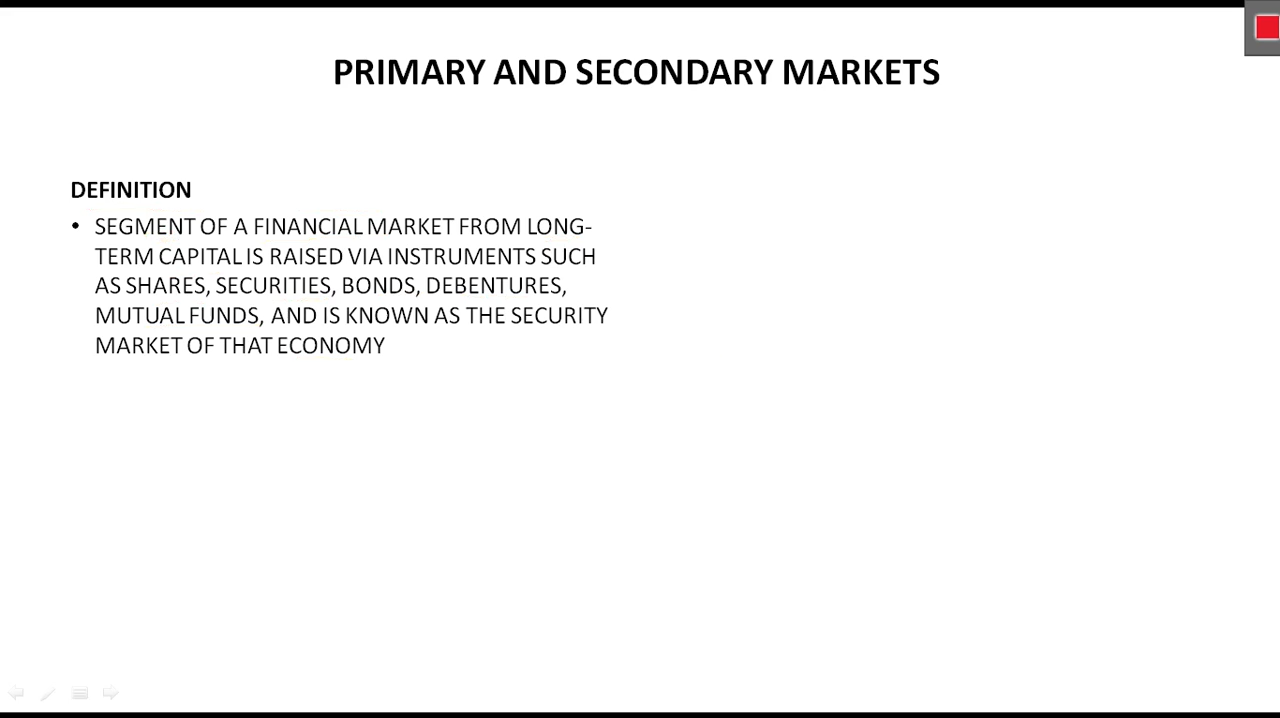 PRIMARY AND SECONDARY MARKETS
DEFINITION
• SEGMENT OF A FINANCIAL MARKET FROM LONG-
TERM CAPITAL IS RAISED VIA INSTRUMENTS SUCH
AS SHARES, SECURITIES, BONDS, DEBENTURES,
MUTUAL FUNDS, AND IS KNOWN AS THE SECURITY
MARKET OF THAT ECONOMY